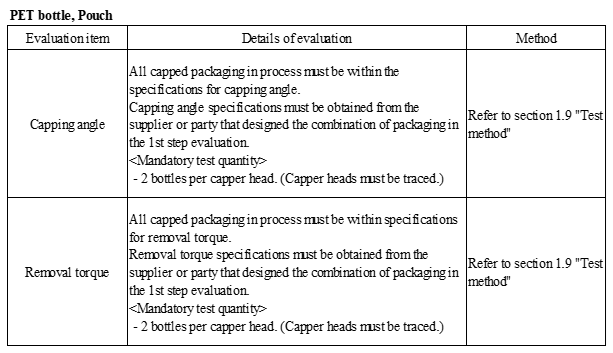 PET bottle, Pouch
Evaluation item
Details of evaluation
Method
Capping angle
All capped packaging in process must be within the
specifications for capping angle.
Capping angle specifications must be obtained from the
supplier or party that designed the combination of packaging in
the 1st step evaluation.
<Mandatory test quantity>
- 2 bottles per capper head. (Capper heads must be traced.)
Refer to section 1.9 "Test
method"
Removal torque
All capped packaging in process must be within specifications
for removal torque.
Removal torque specifications must be obtained from the
supplier or party that designed the combination of packaging in
the 1st step evaluation.
<Mandatory test quantity>
- 2 bottles per capper head. (Capper heads must be traced.)
Refer to section 1.9 "Test
method"